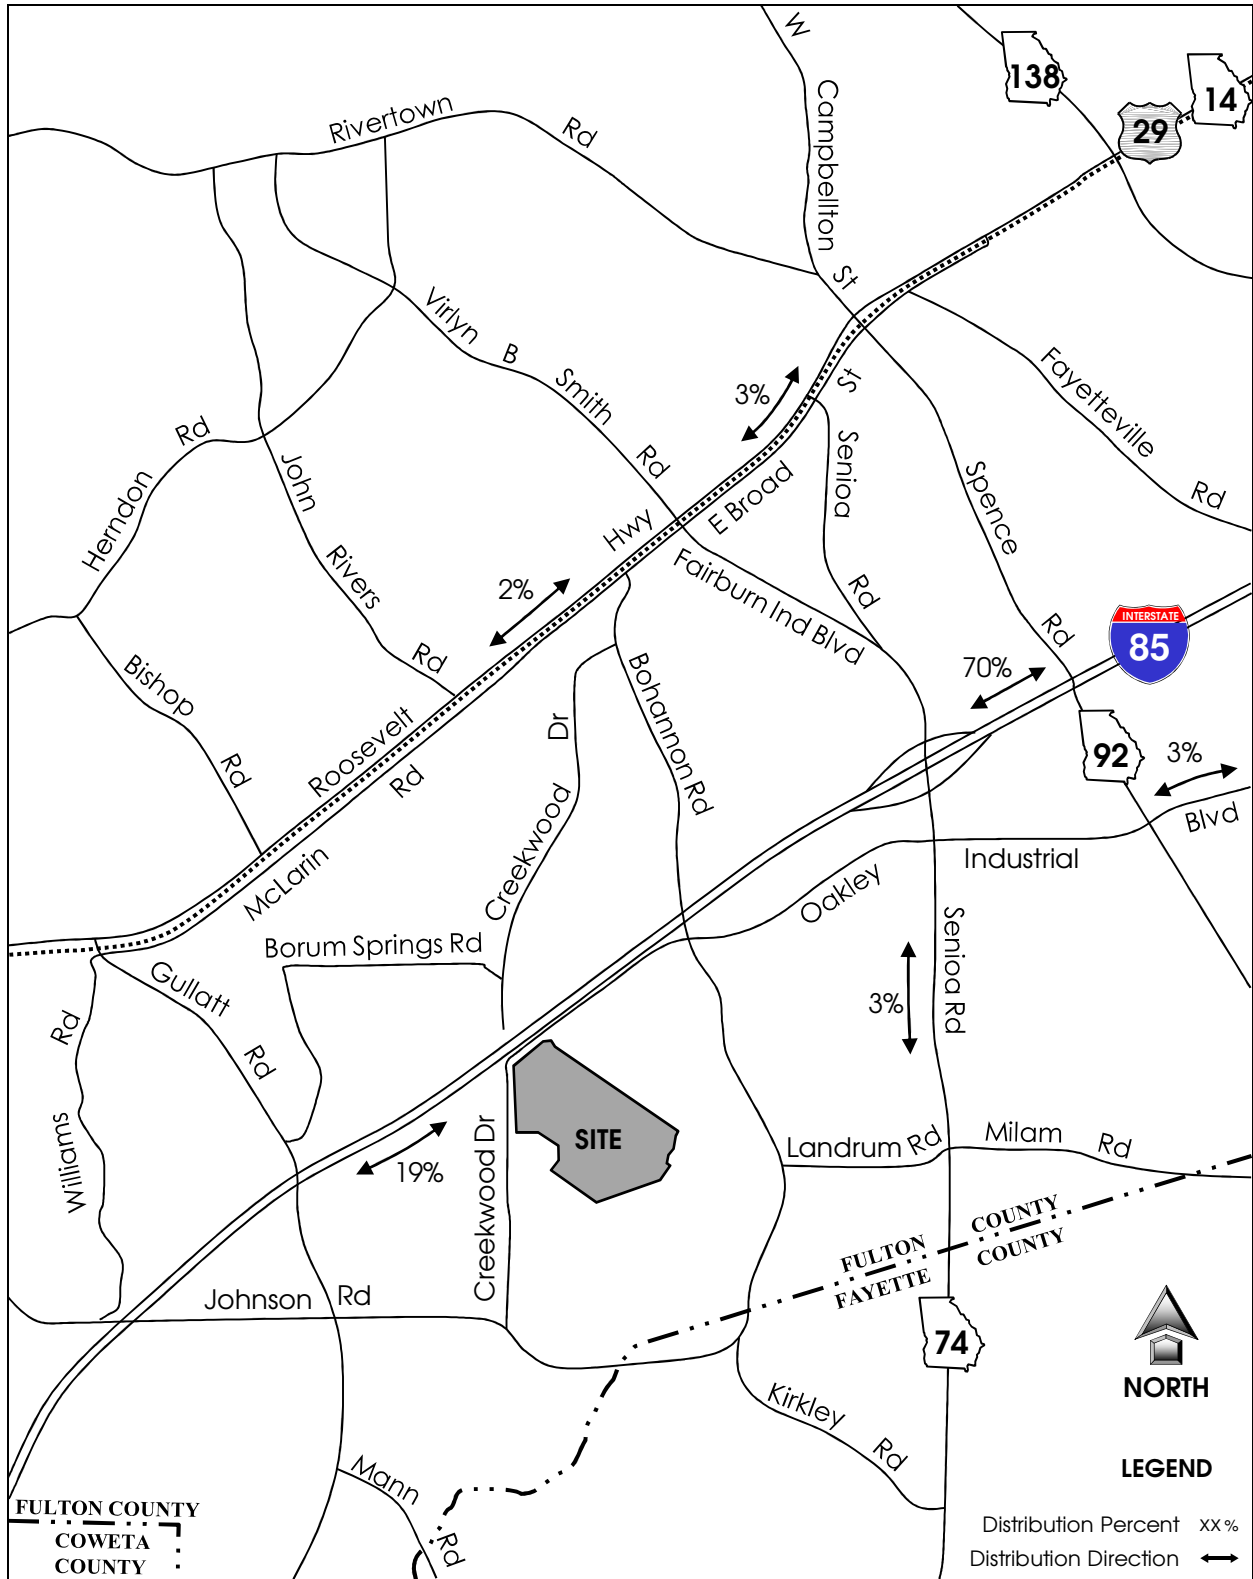 W
Campbellton
St
138
14
29
Rivertown
Rd
Virlyn
B
Smith
Rd
3%
St
Fayetteville
Rd
Herndon
Rd
John
Rivers
Rd
Senioa
Rd
Spence
Rd
Hwy
E Broad
2%
Fairburn Ind Blvd
INTERSTATE
85
70%
Bishop
Rd
Roosevelt
Rd
McLarin
Dr
Creekwood
Bohannon Rd
92
3%
Blvd
Industrial
Oakley
Borum Springs Rd
Gullatt
Rd
Rd
Williams
Senioa Rd
3%
SITE
19%
Creekwood Dr
Landrum Rd
Milam
Rd
FULTON
COUNTY
FAYETTE
COUNTY
Johnson
Rd
74
NORTH
Kirkley
Rd
Mann
Rd
LEGEND
FULTON COUNTY
COWETA
COUNTY
Distribution Percent XX %
Distribution Direction